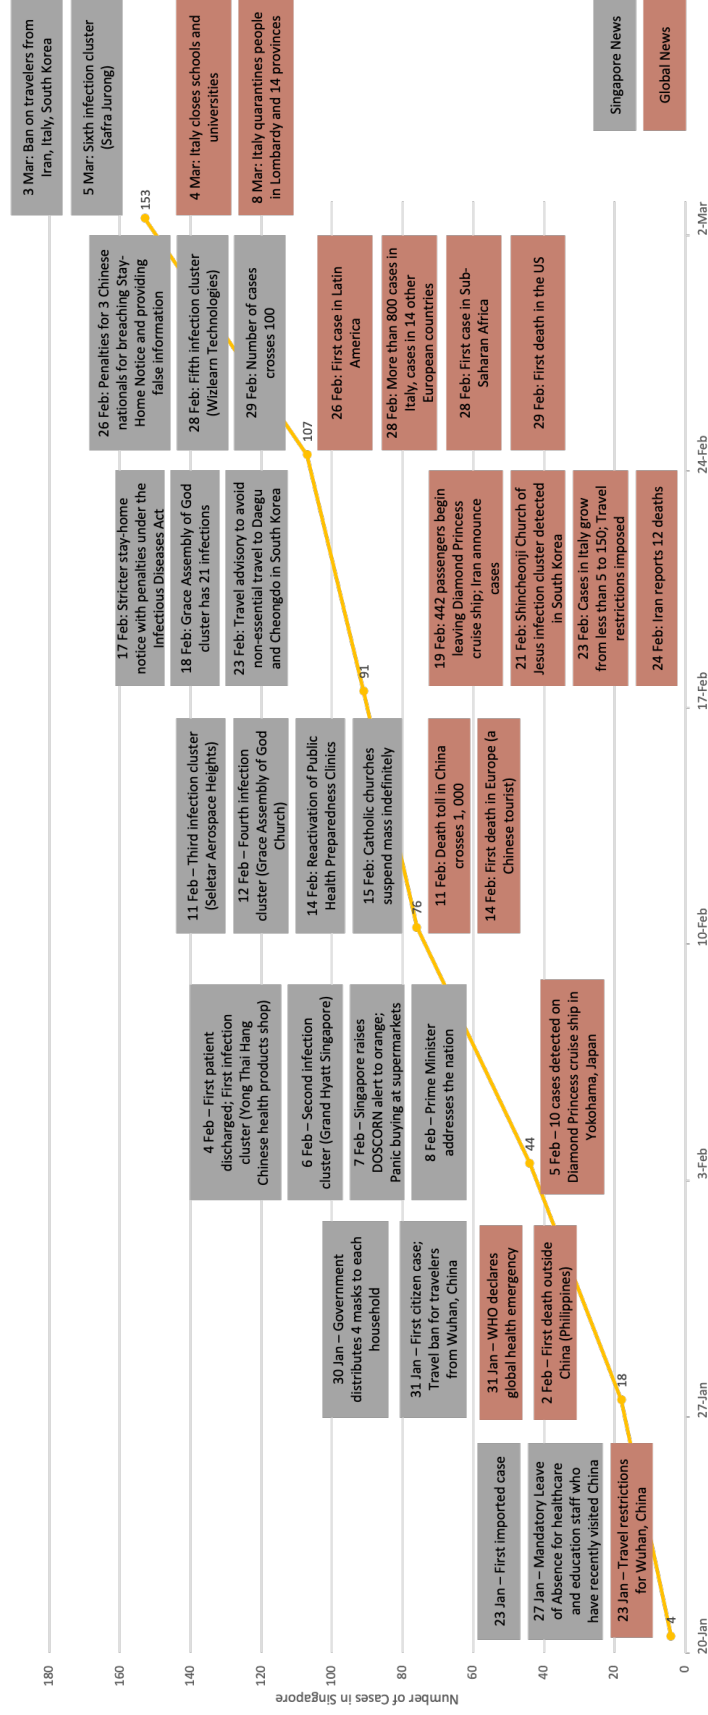 180
160
140
120
100
80
60
40
20
0
Number of Cases in Singapore
20-Jan
27-Jan
3-Feb
10-Feb
17-Feb
24-Feb
2-Mar
4
18
44
76
91
107
153
23 Jan – First imported case
27 Jan – Mandatory Leave
of Absence for healthcare
and education staff who
have recently visited China
23 Jan – Travel restrictions
for Wuhan, China
30 Jan – Government
distributes 4 masks to each
household
31 Jan – First citizen case;
Travel ban for travelers
from Wuhan, China
31 Jan – WHO declares
global health emergency
2 Feb – First death outside
China (Philippines)
4 Feb – First patient
discharged; First infection
cluster (Yong Thai Hang
Chinese health products shop)
6 Feb – Second infection
cluster (Grand Hyatt Singapore)
7 Feb – Singapore raises
DOSCORN alert to orange;
Panic buying at supermarkets
8 Feb – Prime Minister
addresses the nation
5 Feb – 10 cases detected on
Diamond Princess cruise ship in
Yokohama, Japan
11 Feb – Third infection cluster
(Seletar Aerospace Heights)
12 Feb – Fourth infection
cluster (Grace Assembly of God
Church)
14 Feb: Reactivation of Public
Health Preparedness Clinics
15 Feb: Catholic churches
suspend mass indefinitely
11 Feb: Death toll in China
crosses 1, 000
14 Feb: First death in Europe (a
Chinese tourist)
17 Feb: Stricter stay-home
notice with penalties under the
Infectious Diseases Act
18 Feb: Grace Assembly of God
cluster has 21 infections
23 Feb: Travel advisory to avoid
non-essential travel to Daegu
and Cheongdo in South Korea
19 Feb: 442 passengers begin
leaving Diamond Princess
cruise ship; Iran announce
cases
21 Feb: Shincheonji Church of
Jesus infection cluster detected
in South Korea
23 Feb: Cases in Italy grow
from less than 5 to 150; Travel
restrictions imposed
24 Feb: Iran reports 12 deaths
26 Feb: Penalties for 3 Chinese
nationals for breaching Stay-
Home Notice and providing
false information
28 Feb: Fifth infection cluster
(Wizlearn Technologies)
29 Feb: Number of cases
crosses 100
26 Feb: First case in Latin
America
28 Feb: More than 800 cases in
Italy, cases in 14 other
European countries
28 Feb: First case in Sub-
Saharan Africa
29 Feb: First death in the US
3 Mar: Ban on travelers from
Iran, Italy, South Korea
5 Mar: Sixth infection cluster
(Safra Jurong)
4 Mar: Italy closes schools and
universities
8 Mar: Italy quarantines people
in Lombardy and 14 provinces
Singapore News
Global News